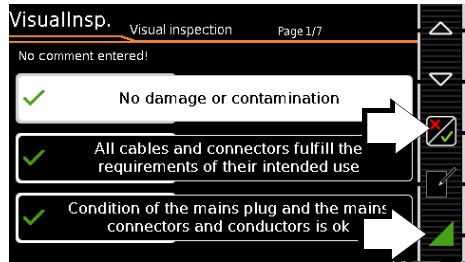 VisualInsp. Visual inspection Page 1/7
No comment entered!
No damage or contamination
All cables and connectors fulfill the
requirements of their intended use
Condition of the mains plug and the mains
connectors and conductors is ok